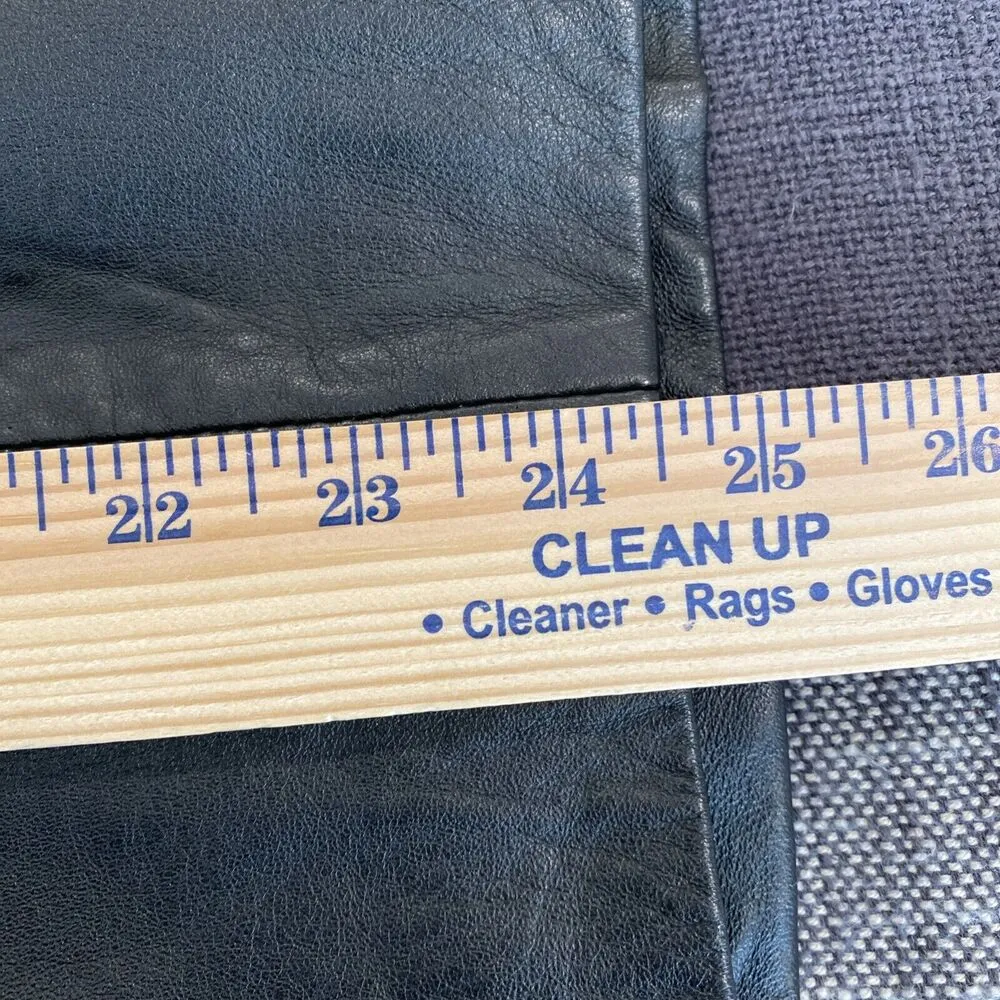 22 23 24 25 26
CLEAN UP
• Cleaner • Rags • Gloves